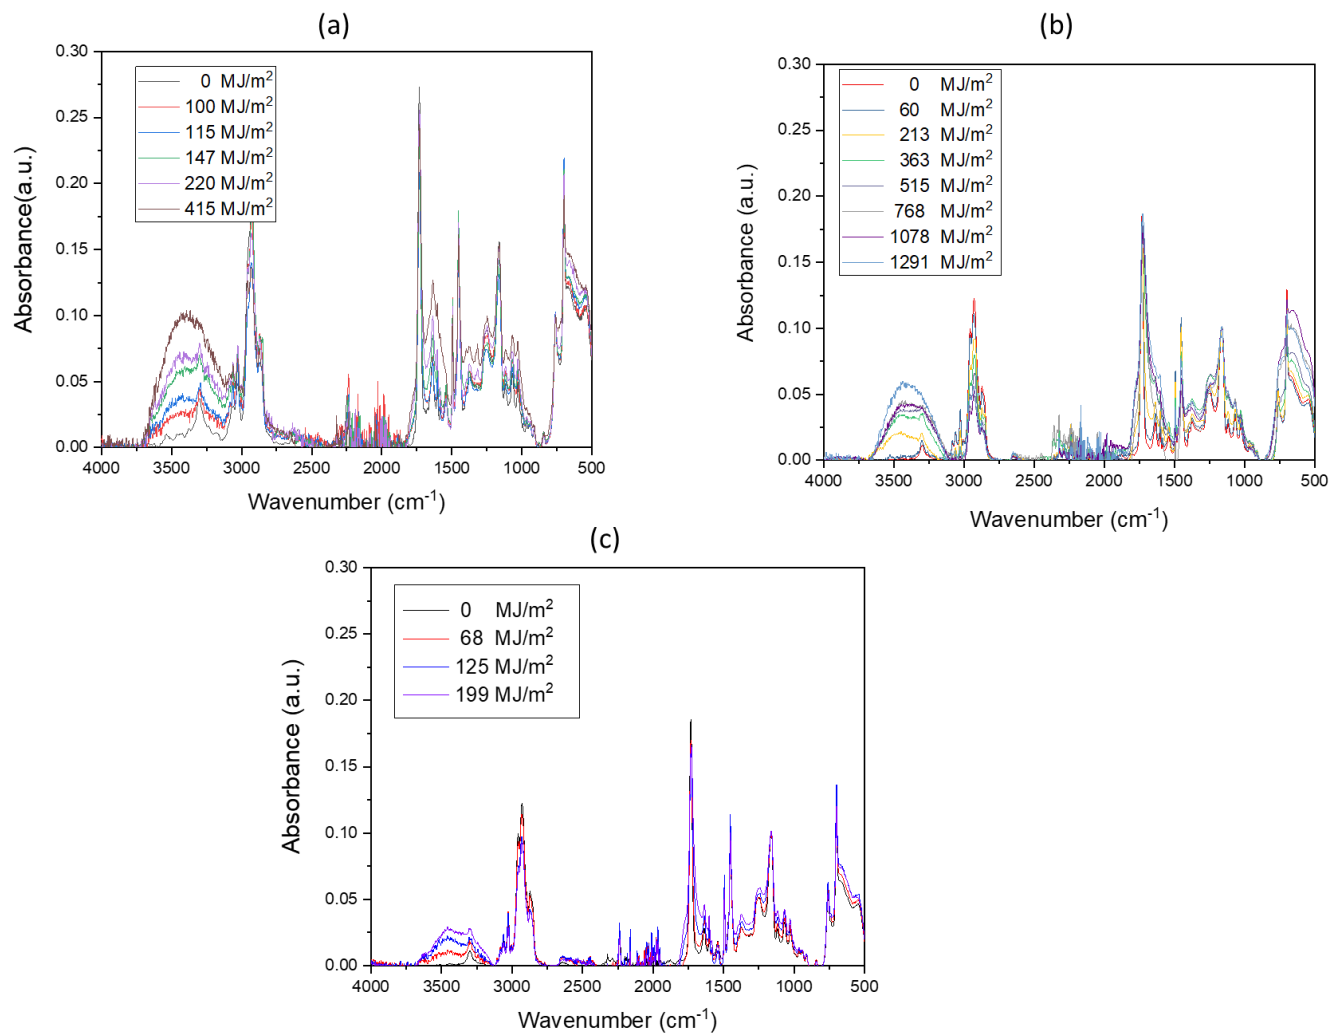 (a)
0.30
0.25
0.20
0.15
0.10
0.05
0.00
Absorbance(a.u.)
0 MJ/m²
100 MJ/m²
115 MJ/m²
147 MJ/m²
220 MJ/m²
415 MJ/m²
4000 3500 3000 2500 2000 1500 1000 500
Wavenumber (cm⁻¹)
(b)
0.30
0.25
0.20
0.15
0.10
0.05
0.00
Absorbance (a.u.)
0 MJ/m²
60 MJ/m²
213 MJ/m²
363 MJ/m²
515 MJ/m²
768 MJ/m²
1078 MJ/m²
1291 MJ/m²
4000 3500 3000 2500 2000 1500 1000 500
Wavenumber (cm⁻¹)
(c)
0.30
0.25
0.20
0.15
0.10
0.05
0.00
Absorbance (a.u.)
0 MJ/m²
68 MJ/m²
125 MJ/m²
199 MJ/m²
4000 3500 3000 2500 2000 1500 1000 500
Wavenumber (cm⁻¹)